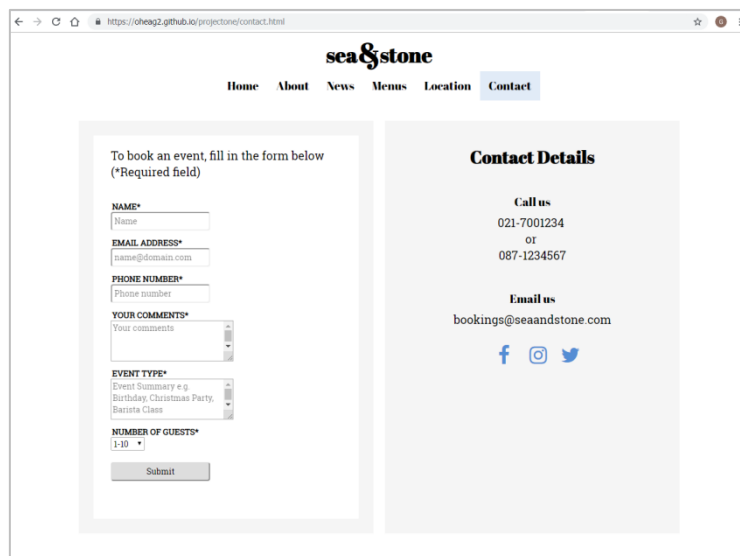 https://oheag2.github.io/projectone/contact.html
G
sea&stone
Home About News Menus Location Contact
To book an event, fill in the form below
(*Required field)
NAME*
Name
EMAIL ADDRESS*
name@domain.com
PHONE NUMBER*
Phone number
YOUR COMMENTS*
Your comments
EVENT TYPE*
Event Summary e.g.
Birthday, Christmas Party,
Barista Class
NUMBER OF GUESTS*
1-10
Submit
Contact Details
Call us
021-7001234
or
087-1234567
Email us
bookings@seaandstone.com